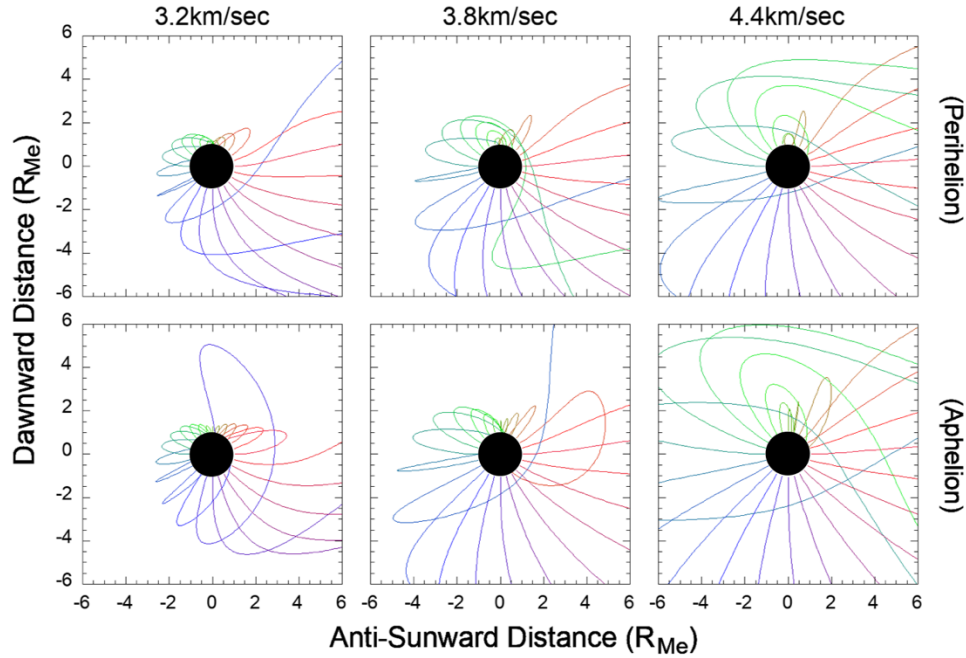 3.2km/sec 3.8km/sec 4.4km/sec
6
4
2
0
-2
-4
-6
(Perihelion)
6
4
2
0
-2
-4
-6
(Aphelion)
Dawnward Distance (R_Me)
-6 -4 -2 0 2 4 6 -6 -4 -2 0 2 4 6 -6 -4 -2 0 2 4 6
Anti-Sunward Distance (R_Me)